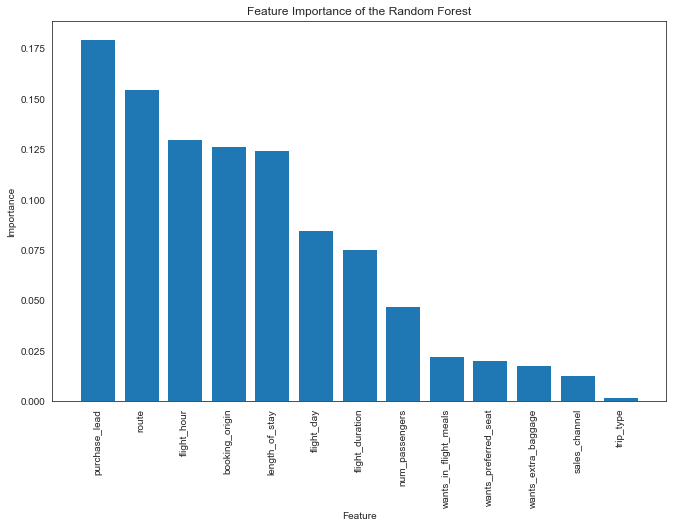 Feature Importance of the Random Forest
Importance
0.175
0.150
0.125
0.100
0.075
0.050
0.025
0.000
purchase_lead
route
flight_hour
booking_origin
length_of_stay
flight_day
flight_duration
num_passengers
wants_in_flight_meals
wants_preferred_seat
wants_extra_baggage
sales_channel
trip_type
Feature